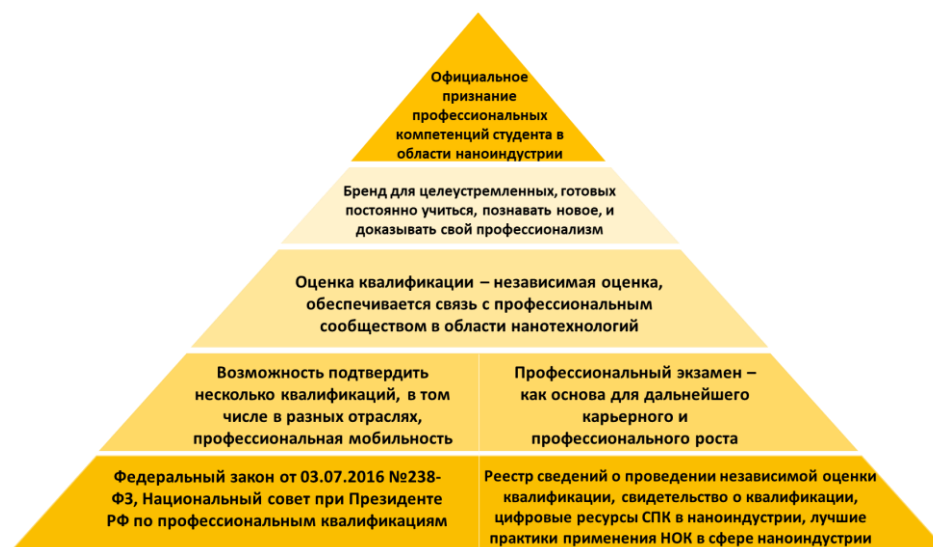 Официальное
признание
профессиональных
компетенций студента в
области наноиндустрии
Бренд для целеустремленных, готовых
постоянно учиться, познавать новое, и
доказывать свой профессионализм
Оценка квалификации – независимая оценка,
обеспечивается связь с профессиональным
сообществом в области нанотехнологий
Возможность подтвердить
несколько квалификаций, в том
числе в разных отраслях,
профессиональная мобильность
Профессиональный экзамен –
как основа для дальнейшего
карьерного и
профессионального роста
Федеральный закон от 03.07.2016 №238-
ФЗ, Национальный совет при Президенте
РФ по профессиональным квалификациям
Реестр сведений о проведении независимой оценки
квалификации, свидетельство о квалификации,
цифровые ресурсы СПК в наноиндустрии, лучшие
практики применения НОК в сфере наноиндустрии